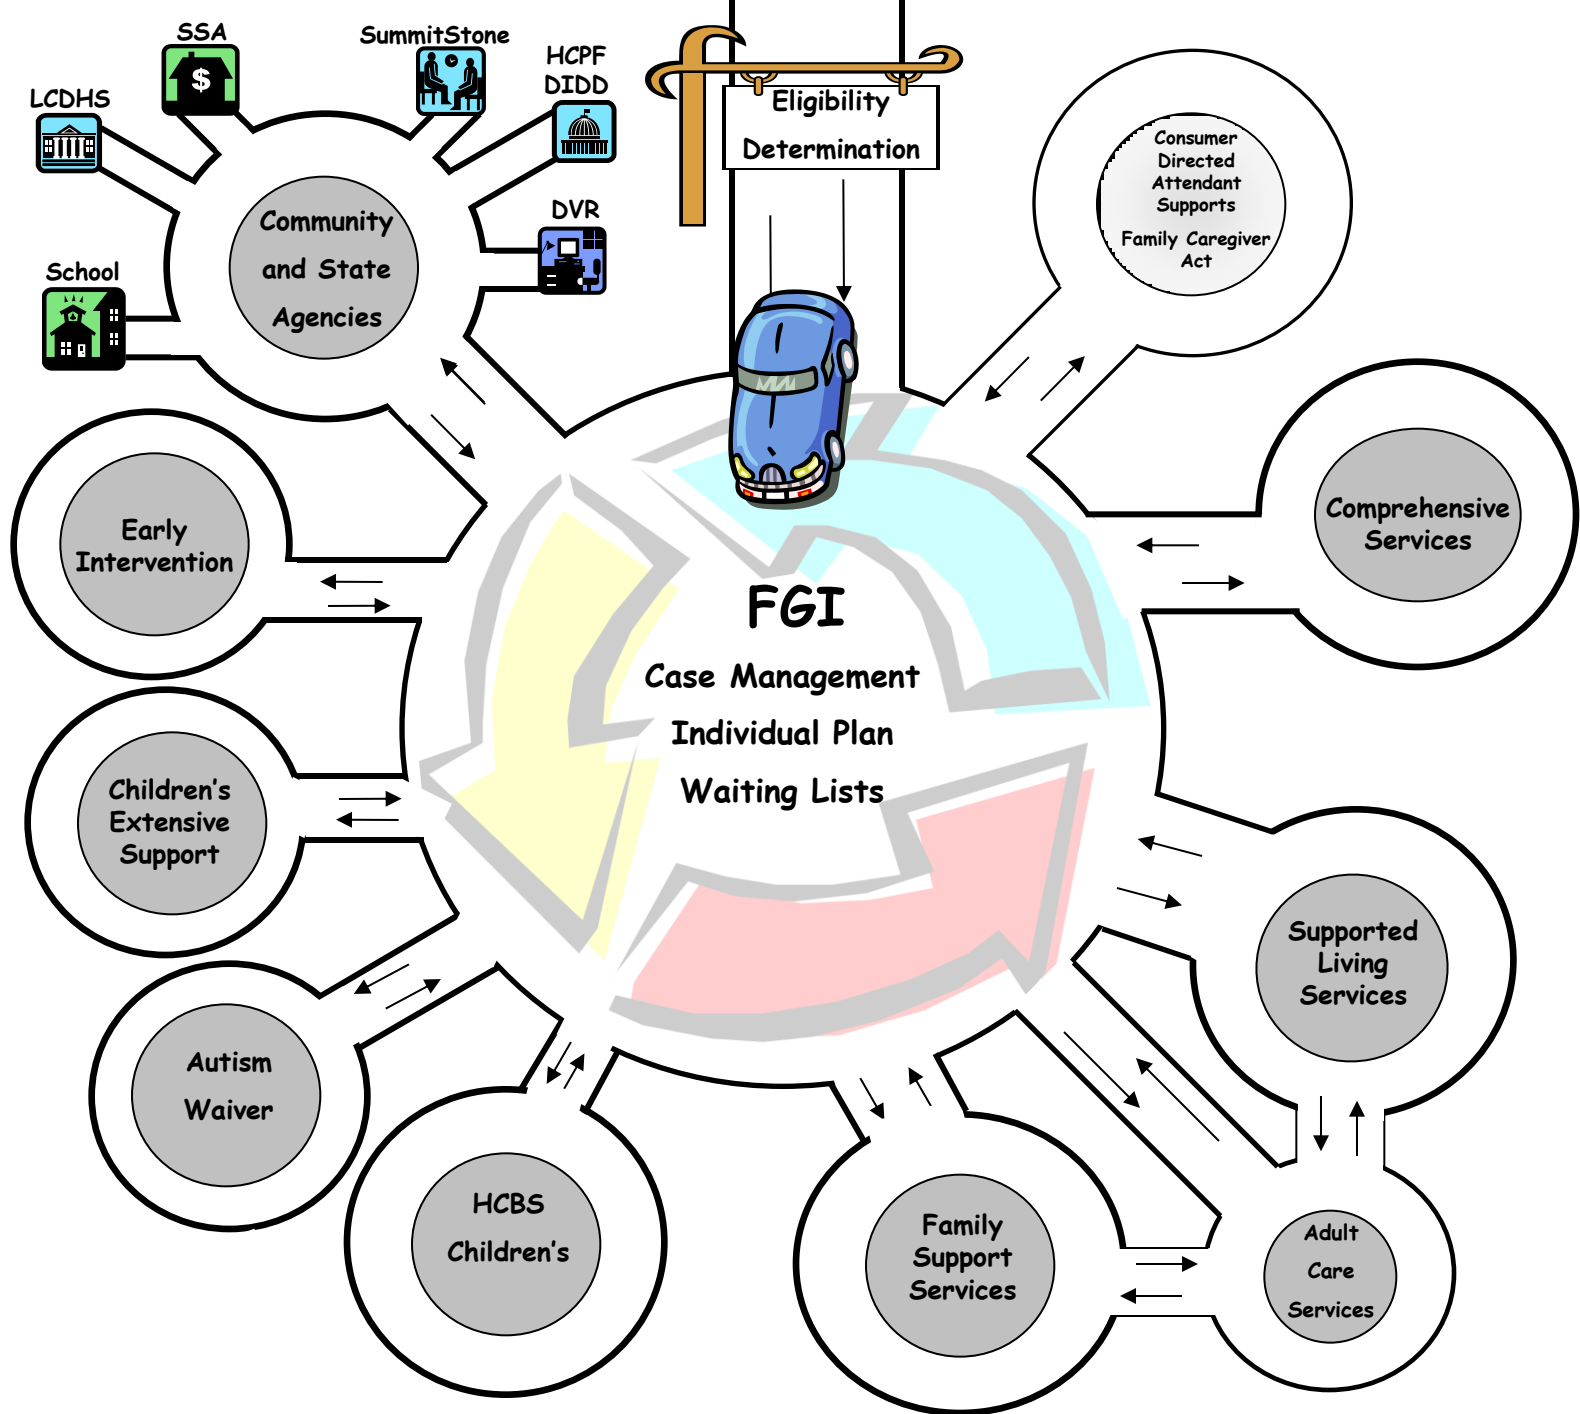 SSA
SummitStone
HCPF
DIDD
LCDHS
DVR
School
Community
and State
Agencies
Eligibility
Determination
Consumer
Directed
Attendant
Supports
Family Caregiver
Act
Early
Intervention
Comprehensive
Services
FGI
Case Management
Individual Plan
Waiting Lists
Children's
Extensive
Support
Supported
Living
Services
Autism
Waiver
HCBS
Children's
Family
Support
Services
Adult
Care
Services